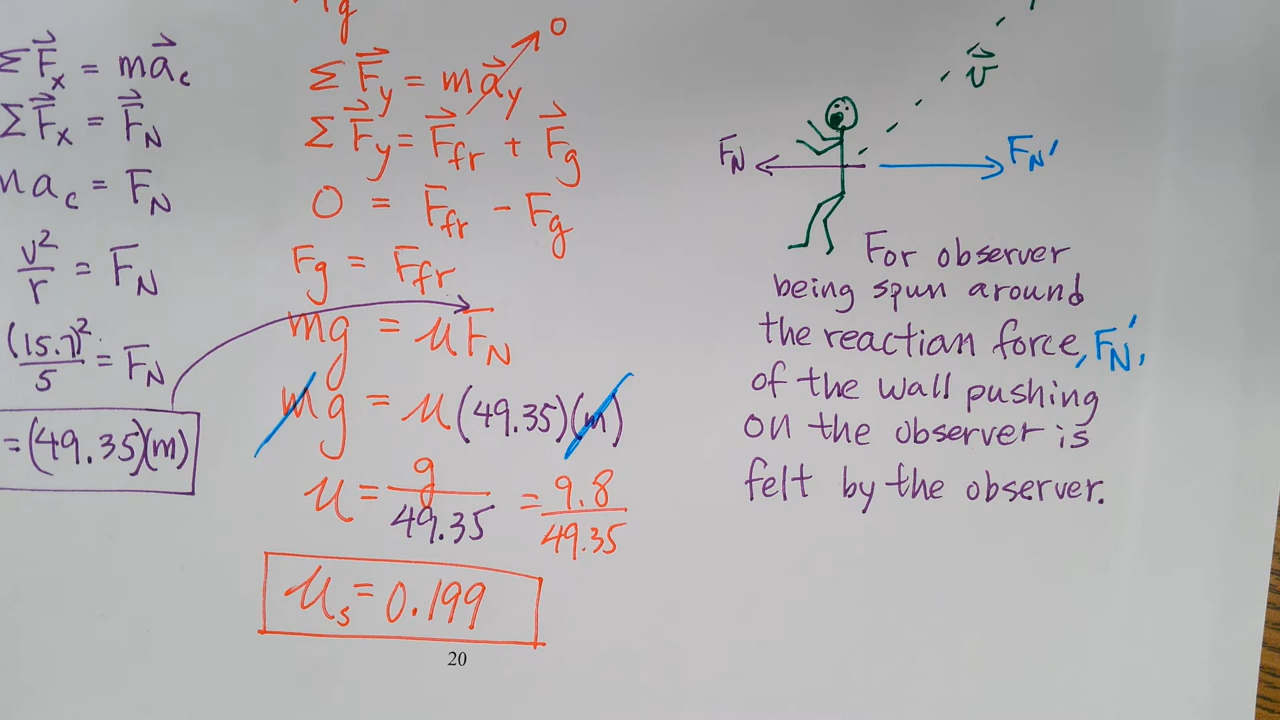 ΣF⃗x = ma⃗c
ΣF⃗x = F⃗N
mac = FN
v²/r = FN
(15.7)²/5 = FN
=(49.35)(m)
Fg
0
ΣF⃗y = ma⃗y
ΣF⃗y = F⃗fr + F⃗g
0 = Ffr - Fg
Fg = Ffr
mg = μFN
mg = μ(49.35)(m)
μ = g/49.35 = 9.8/49.35
μs = 0.199
20
v⃗
FN
FN'
For observer
being spun around
the reaction force, FN',
of the wall pushing
on the observer is
felt by the observer.